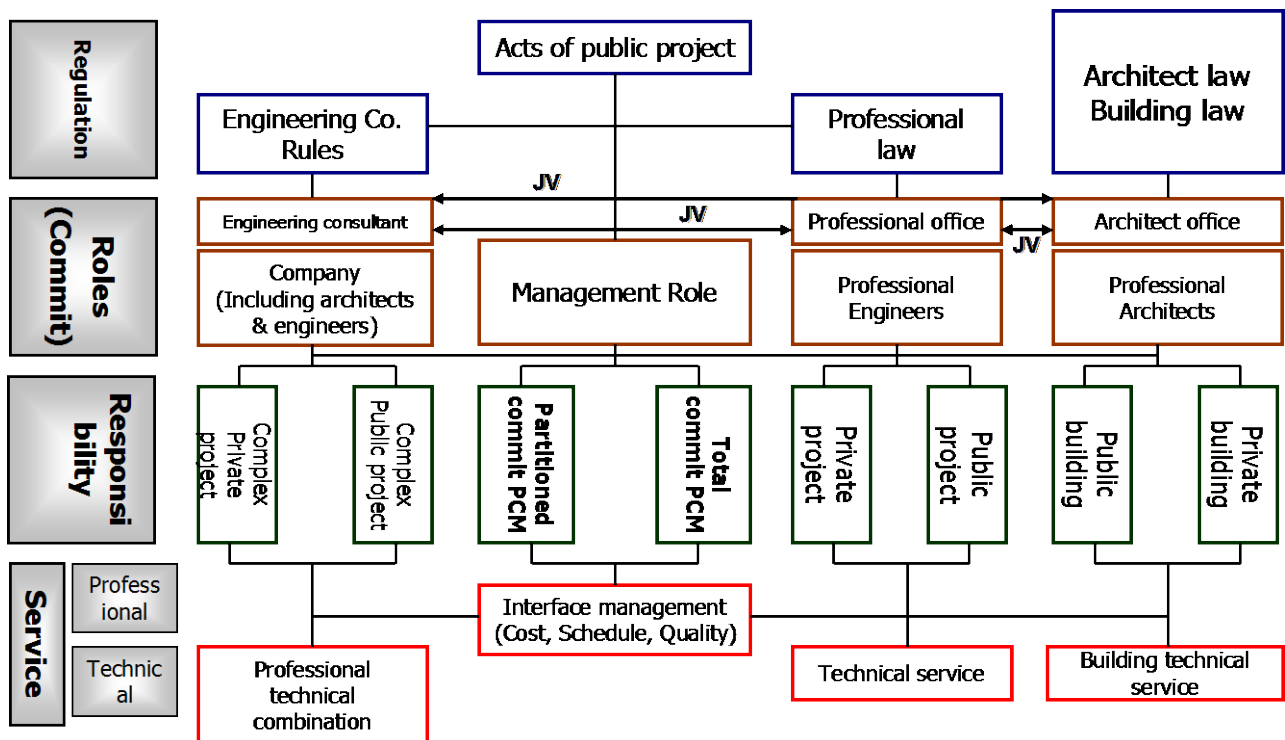 Regulation
Acts of public project
Architect law
Building law
Engineering Co.
Rules
Professional
law
Roles
(Commit)
JV
Engineering consultant
JV
Professional office
JV
Architect office
Company
(Including architects
& engineers)
Management Role
Professional
Engineers
Professional
Architects
Responsi
bility
Complex
Private
project
Complex
Public project
Partitioned
commit PCM
Total
commit PCM
Private
project
Public
project
Public
building
Private
building
Service
Profess
ional
Technic
al
Interface management
(Cost, Schedule, Quality)
Professional
technical
combination
Technical service
Building technical
service